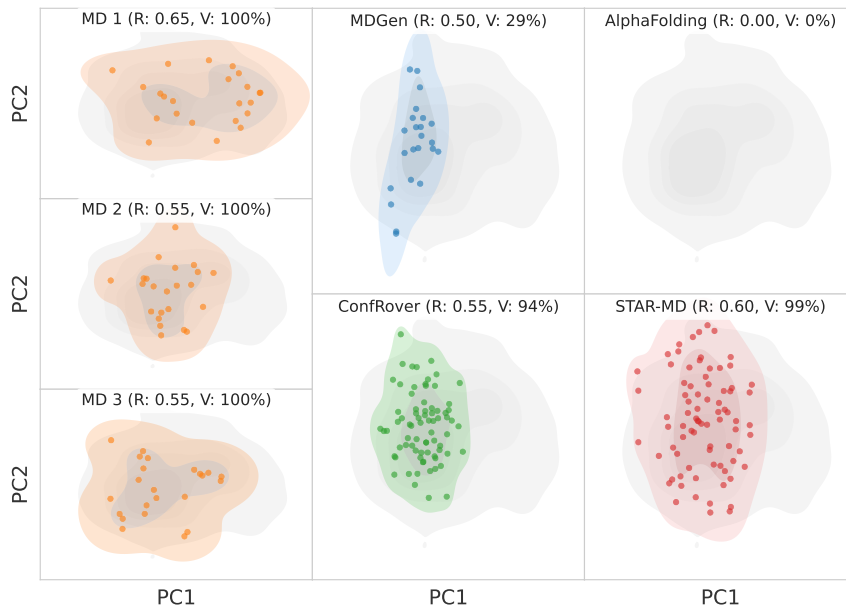 MD 1 (R: 0.65, V: 100%)
MDGen (R: 0.50, V: 29%)
AlphaFolding (R: 0.00, V: 0%)
PC2
MD 2 (R: 0.55, V: 100%)
PC2
ConfRover (R: 0.55, V: 94%)
STAR-MD (R: 0.60, V: 99%)
MD 3 (R: 0.55, V: 100%)
PC2
PC1
PC1
PC1